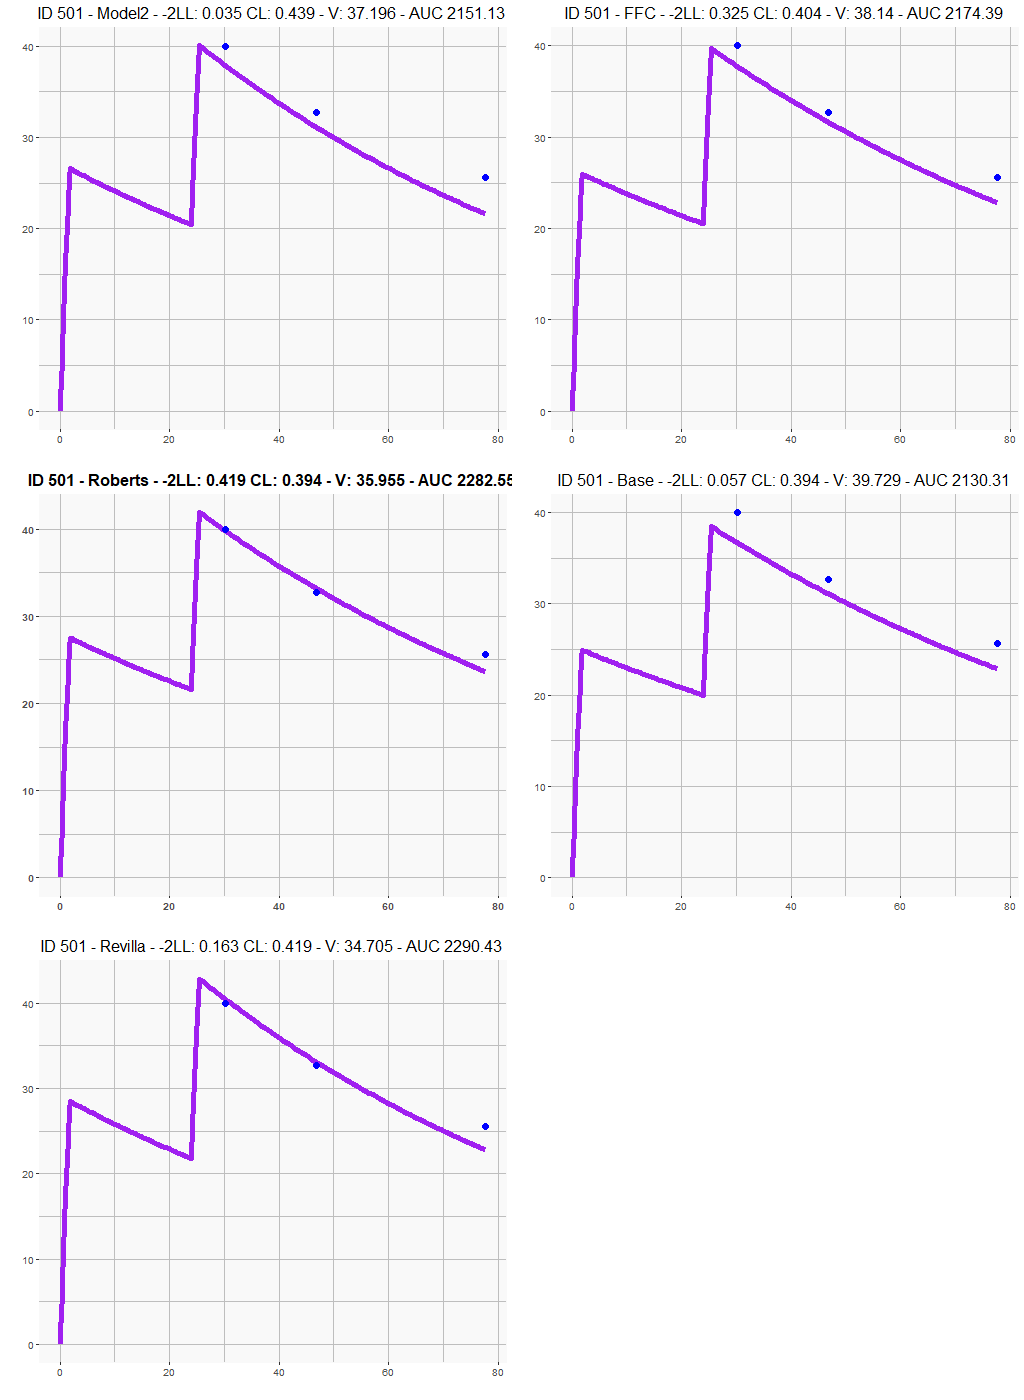 ID 501 - Model2 - -2LL: 0.035 CL: 0.439 - V: 37.196 - AUC 2151.13
40
30
20
10
0
0 20 40 60 80
ID 501 - FFC - -2LL: 0.325 CL: 0.404 - V: 38.14 - AUC 2174.39
40
30
20
10
0
0 20 40 60 80
ID 501 - Roberts - -2LL: 0.419 CL: 0.394 - V: 35.955 - AUC 2282.55
40
30
20
10
0
0 20 40 60 80
ID 501 - Base - -2LL: 0.057 CL: 0.394 - V: 39.729 - AUC 2130.31
40
30
20
10
0
0 20 40 60 80
ID 501 - Revilla - -2LL: 0.163 CL: 0.419 - V: 34.705 - AUC 2290.43
40
30
20
10
0
0 20 40 60 80